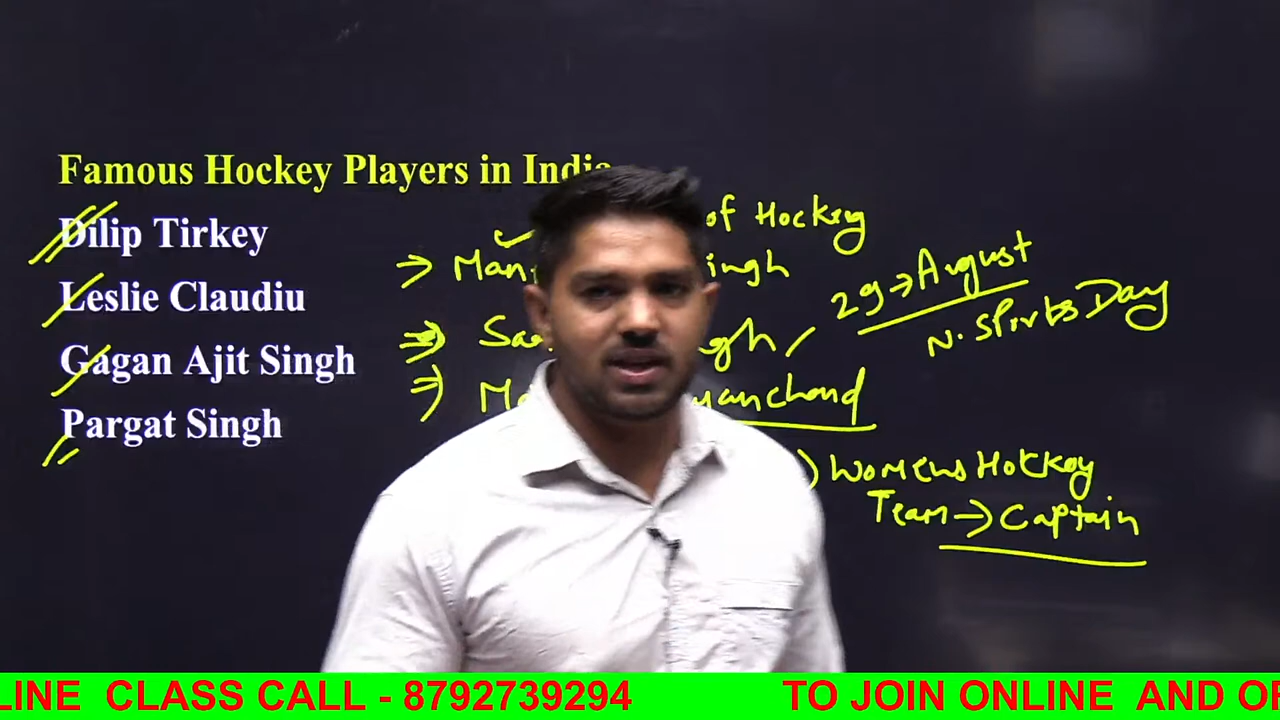 Famous Hockey Players in India
Dilip Tirkey
Leslie Claudiu
Gagan Ajit Singh
Pargat Singh
of Hockey
29→August
N. Sports Day
Womens Hockey
Team → Captain
LINE CLASS CALL - 8792739294 TO JOIN ONLINE AND